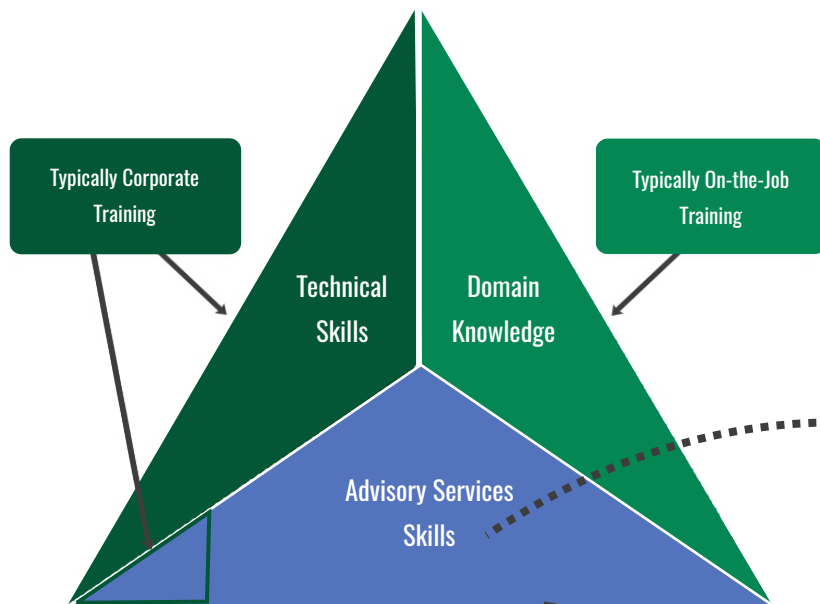 Typically Corporate
Training
Typically On-the-Job
Training
Technical
Skills
Domain
Knowledge
Advisory Services
Skills